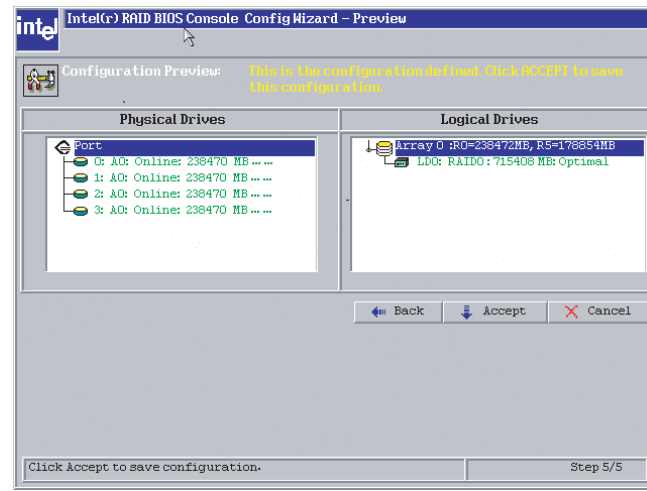 intel
Intel(r) RAID BIOS Console Config Wizard – Preview
Configuration Preview:
This is the configuration defined. Click ACCEPT to save
this configuration.
Physical Drives
Logical Drives
Port
0: A0: Online: 238470 MB ... ...
1: A0: Online: 238470 MB ... ...
2: A0: Online: 238470 MB ... ...
3: A0: Online: 238470 MB ... ...
Array 0 :R0=238472MB, R5=178854MB
LD0: RAID0: 715408 MB: Optimal
Back
Accept
Cancel
Click Accept to save configuration.
Step 5/5